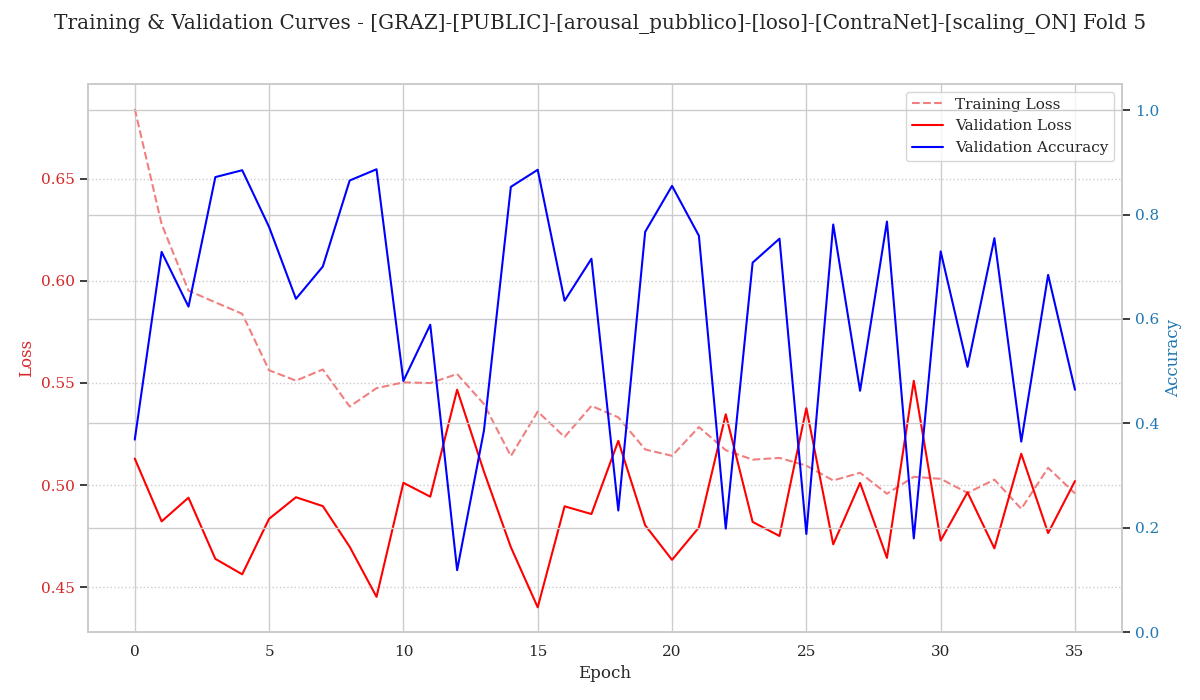 Training & Validation Curves - [GRAZ]-[PUBLIC]-[arousal_pubblico]-[loso]-[ContraNet]-[scaling_ON] Fold 5
Training Loss
Validation Loss
Validation Accuracy
Loss
0.65
0.60
0.55
0.50
0.45
1.0
0.8
0.6
0.4
0.2
0.0
Accuracy
0
5
10
15
20
25
30
35
Epoch